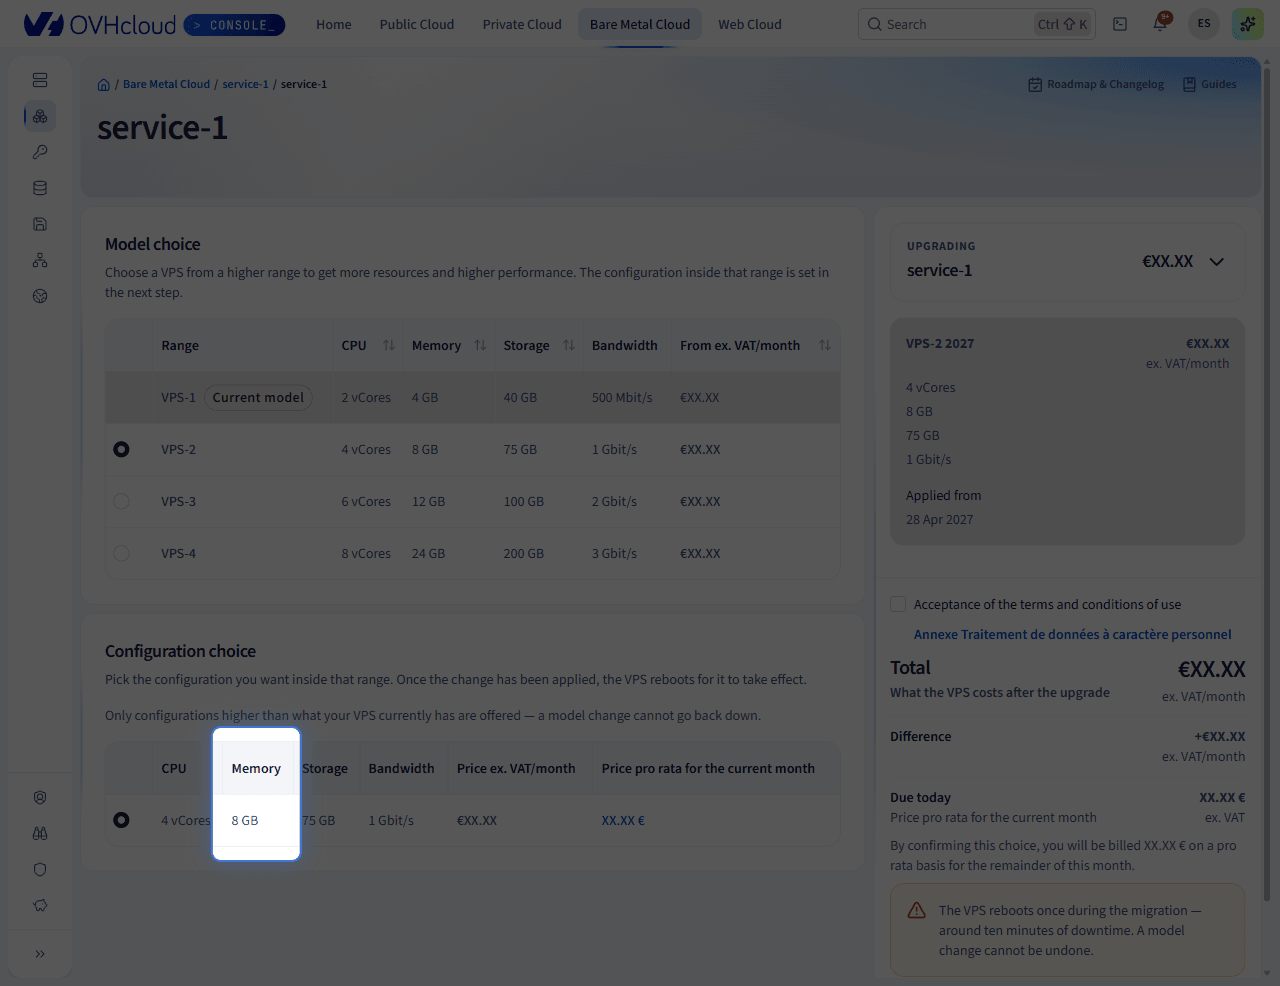 OVHcloud > CONSOLE_ Home Public Cloud Private Cloud Bare Metal Cloud Web Cloud Search Ctrl K 9+ ES
/ Bare Metal Cloud / service-1 / service-1 Roadmap & Changelog Guides
service-1
Model choice
Choose a VPS from a higher range to get more resources and higher performance. The configuration inside that range is set in
the next step.
Range CPU Memory Storage Bandwidth From ex. VAT/month
VPS-1 Current model 2 vCores 4 GB 40 GB 500 Mbit/s €XX.XX
VPS-2 4 vCores 8 GB 75 GB 1 Gbit/s €XX.XX
VPS-3 6 vCores 12 GB 100 GB 2 Gbit/s €XX.XX
VPS-4 8 vCores 24 GB 200 GB 3 Gbit/s €XX.XX
Configuration choice
Pick the configuration you want inside that range. Once the change has been applied, the VPS reboots for it to take effect.
Only configurations higher than what your VPS currently has are offered — a model change cannot go back down.
CPU Memory Storage Bandwidth Price ex. VAT/month Price pro rata for the current month
4 vCores 8 GB 75 GB 1 Gbit/s €XX.XX XX.XX €
UPGRADING
service-1 €XX.XX
VPS-2 2027 €XX.XX
ex. VAT/month
4 vCores
8 GB
75 GB
1 Gbit/s
Applied from
28 Apr 2027
Acceptance of the terms and conditions of use
Annexe Traitement de données à caractère personnel
Total €XX.XX
What the VPS costs after the upgrade ex. VAT/month
Difference +€XX.XX
ex. VAT/month
Due today XX.XX €
Price pro rata for the current month ex. VAT
By confirming this choice, you will be billed XX.XX € on a pro
rata basis for the remainder of this month.
The VPS reboots once during the migration —
around ten minutes of downtime. A model
change cannot be undone.